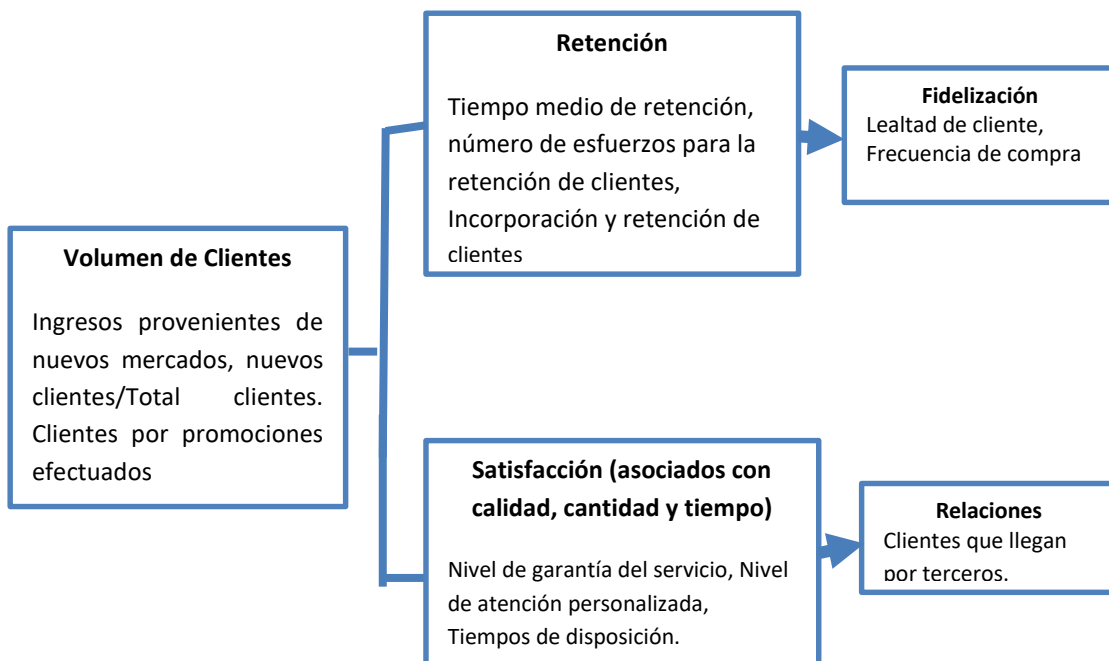 Retención
Tiempo medio de retención,
número de esfuerzos para la
retención de clientes,
Incorporación y retención de
clientes
Fidelización
Lealtad de cliente,
Frecuencia de compra
Volumen de Clientes
Ingresos provenientes de
nuevos mercados, nuevos
clientes/Total clientes.
Clientes por promociones
efectuados
Satisfacción (asociados con
calidad, cantidad y tiempo)
Nivel de garantía del servicio, Nivel
de atención personalizada,
Tiempos de disposición.
Relaciones
Clientes que llegan
por terceros.